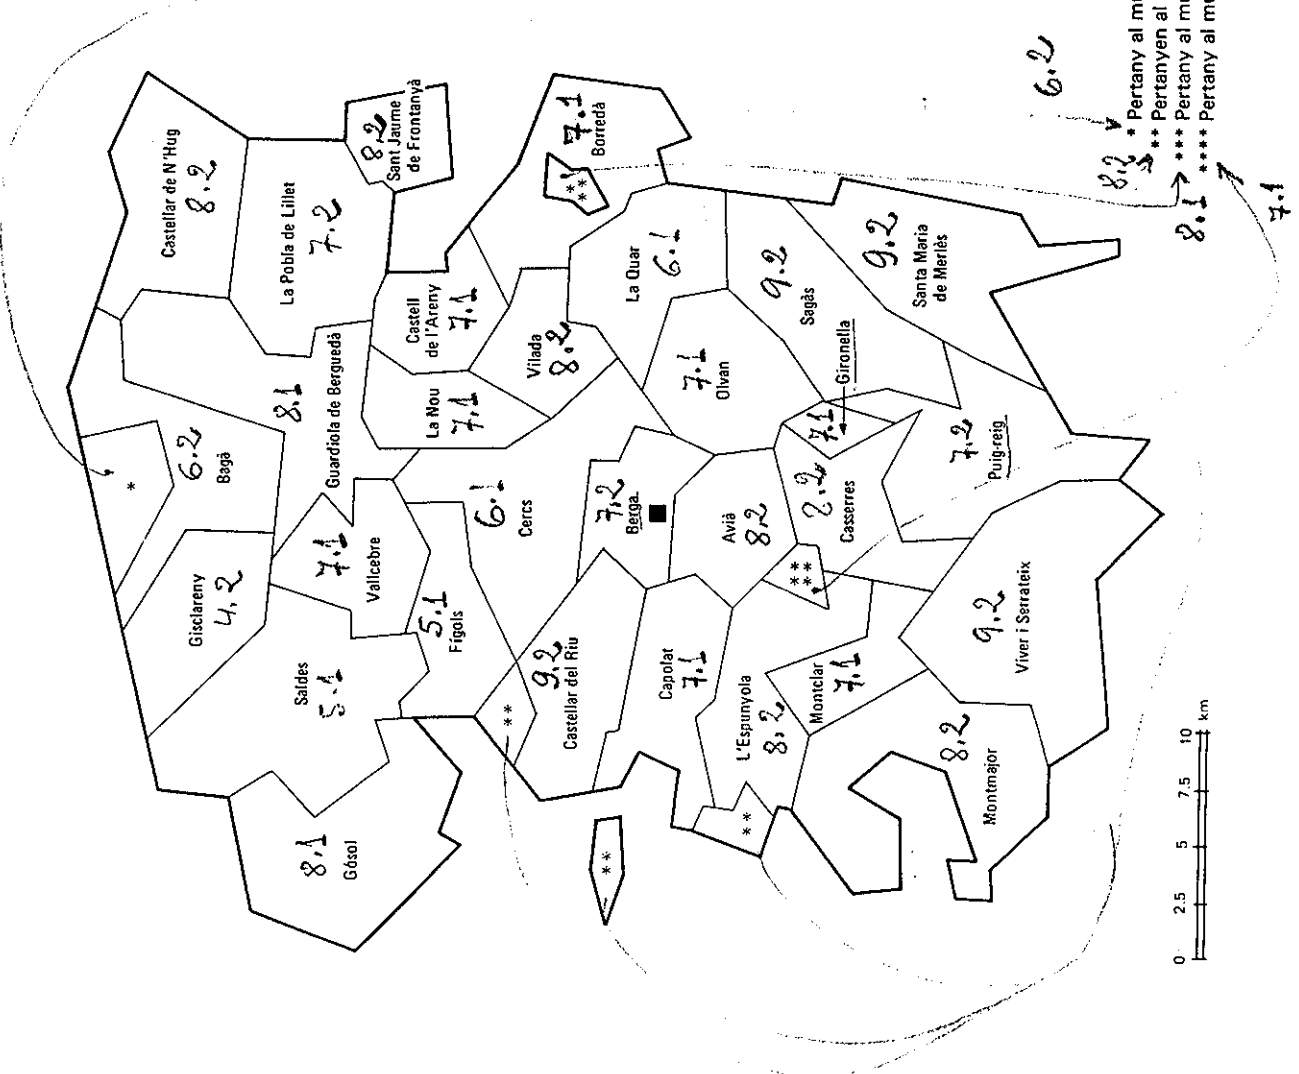 Castellar de N'Hug
8.2
La Pobla de Lillet
7.2
8.2
Sant Jaume
de Frontanyà
*
6.2
Bagà
8.1
Guardiola de Berguedà
Gisclareny
4.2
7.1
Vallcebre
Saldes
5.1
8.1
Gósol
5.1
Fígols
Castell
de l'Areny
7.1
La Nou
7.1
Vilada
8.2
7.1
Borredà
***
6.1
Cercs
7.2
Berga
La Quar
6.1
7.1
Olvan
9.2
Sagàs
9.2
Santa Maria
de Merlès
Gironella
7.1
Avià
8.2
2.2
Casserres
7.2
Puig-reig
**
9.2
Castellar del Riu
**
Capolat
7.1
L'Espunyola
8.2
**
****
Montclar
7.1
9.2
Viver i Serrateix
8.2
Montmajor
0 2.5 5 7.5 10 km
6.2
8.2
8.1
7
7.1
* Pertany al
** Pertanyen al
*** Pertany al
**** Pertany al